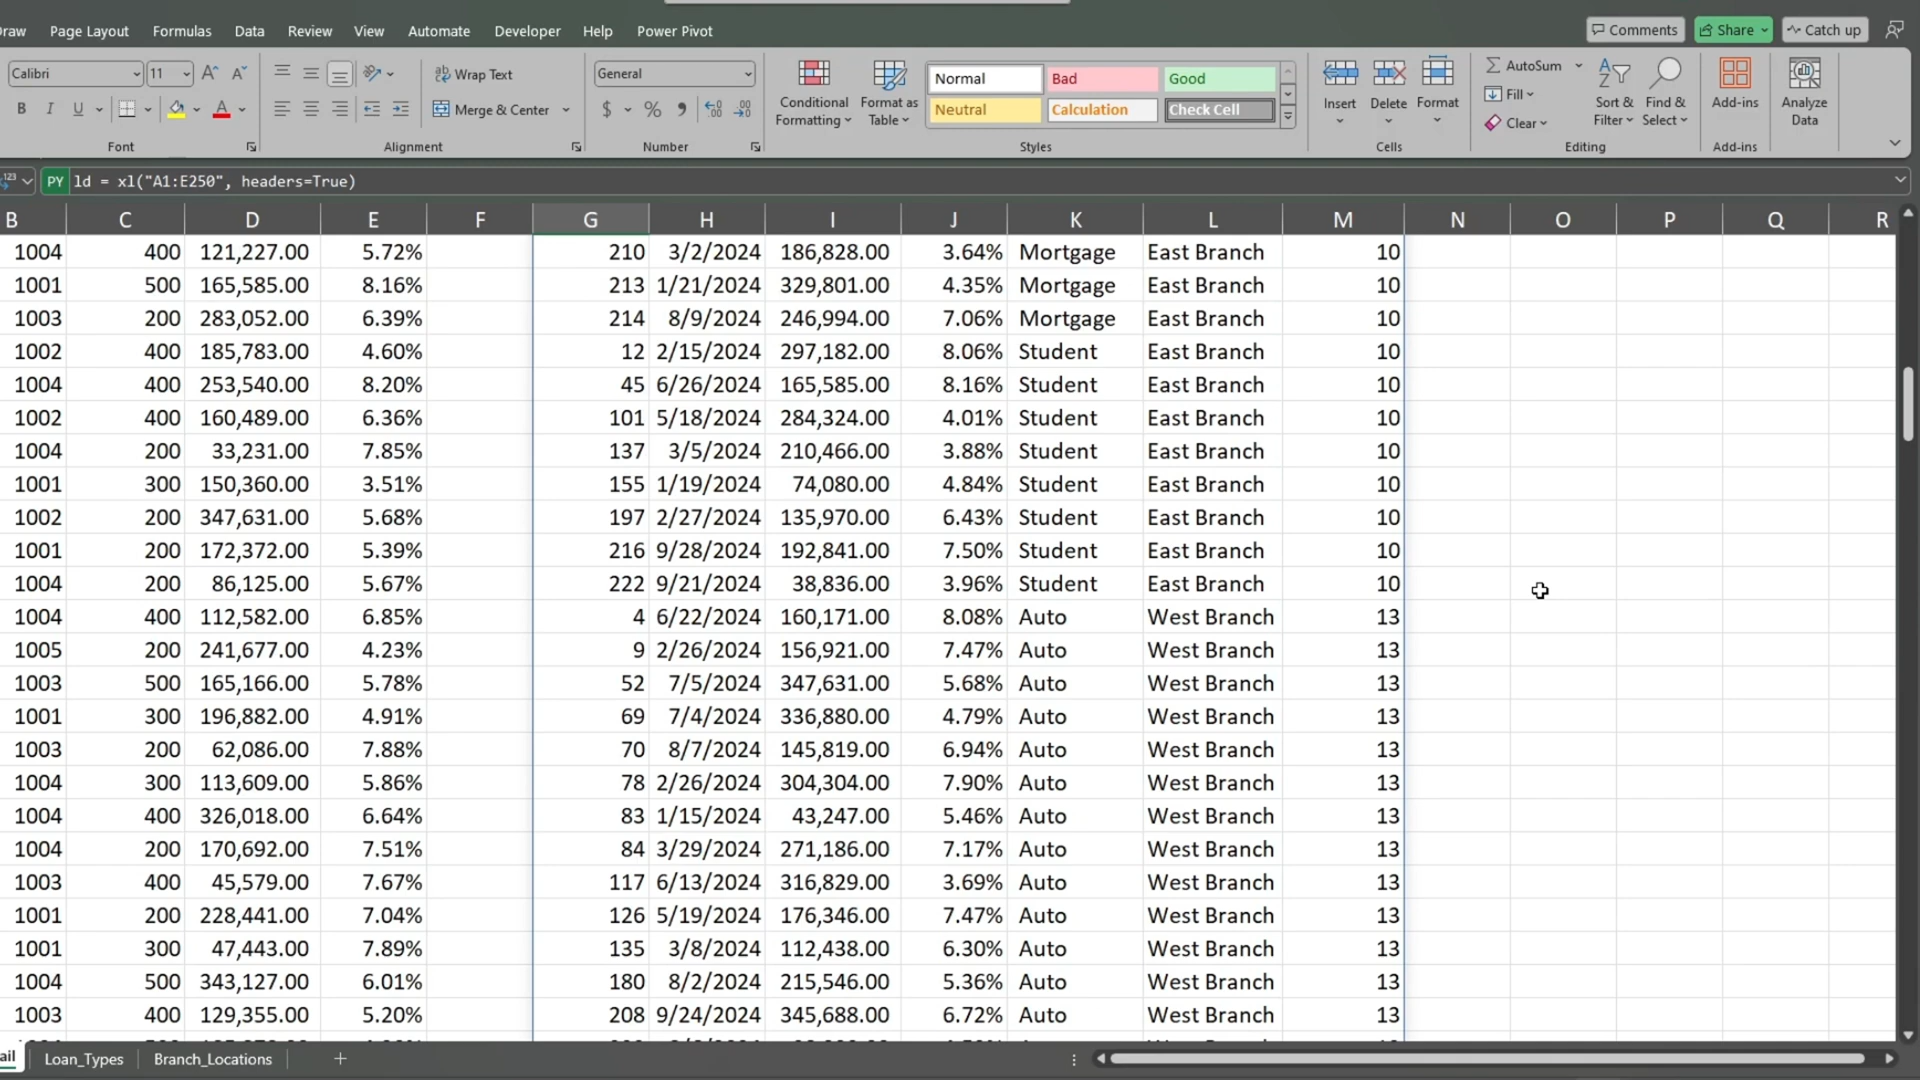 raw Page Layout Formulas Data Review View Automate Developer Help Power Pivot Comments Share Catch up
Calibri 11 A A Wrap Text General Normal Bad Good AutoSum
B I U A Merge & Center $ % Conditional Formatting Format as Table Neutral Calculation Check Cell Insert Delete Format Fill Clear Sort & Filter Find & Select Add-ins Analyze Data
Font Alignment Number Styles Cells Editing Add-ins
123 PY ld = xl("A1:E250", headers=True)
B C D E F G H I J K L M N O P Q R
1004 400 121,227.00 5.72% 210 3/2/2024 186,828.00 3.64% Mortgage East Branch 10
1001 500 165,585.00 8.16% 213 1/21/2024 329,801.00 4.35% Mortgage East Branch 10
1003 200 283,052.00 6.39% 214 8/9/2024 246,994.00 7.06% Mortgage East Branch 10
1002 400 185,783.00 4.60% 12 2/15/2024 297,182.00 8.06% Student East Branch 10
1004 400 253,540.00 8.20% 45 6/26/2024 165,585.00 8.16% Student East Branch 10
1002 400 160,489.00 6.36% 101 5/18/2024 284,324.00 4.01% Student East Branch 10
1004 200 33,231.00 7.85% 137 3/5/2024 210,466.00 3.88% Student East Branch 10
1001 300 150,360.00 3.51% 155 1/19/2024 74,080.00 4.84% Student East Branch 10
1002 200 347,631.00 5.68% 197 2/27/2024 135,970.00 6.43% Student East Branch 10
1001 200 172,372.00 5.39% 216 9/28/2024 192,841.00 7.50% Student East Branch 10
1004 200 86,125.00 5.67% 222 9/21/2024 38,836.00 3.96% Student East Branch 10
1004 400 112,582.00 6.85% 4 6/22/2024 160,171.00 8.08% Auto West Branch 13
1005 200 241,677.00 4.23% 9 2/26/2024 156,921.00 7.47% Auto West Branch 13
1003 500 165,166.00 5.78% 52 7/5/2024 347,631.00 5.68% Auto West Branch 13
1001 300 196,882.00 4.91% 69 7/4/2024 336,880.00 4.79% Auto West Branch 13
1003 200 62,086.00 7.88% 70 8/7/2024 145,819.00 6.94% Auto West Branch 13
1004 300 113,609.00 5.86% 78 2/26/2024 304,304.00 7.90% Auto West Branch 13
1004 400 326,018.00 6.64% 83 1/15/2024 43,247.00 5.46% Auto West Branch 13
1004 200 170,692.00 7.51% 84 3/29/2024 271,186.00 7.17% Auto West Branch 13
1003 400 45,579.00 7.67% 117 6/13/2024 316,829.00 3.69% Auto West Branch 13
1001 200 228,441.00 7.04% 126 5/19/2024 176,346.00 7.47% Auto West Branch 13
1001 300 47,443.00 7.89% 135 3/8/2024 112,438.00 6.30% Auto West Branch 13
1004 500 343,127.00 6.01% 180 8/2/2024 215,546.00 5.36% Auto West Branch 13
1003 400 129,355.00 5.20% 208 9/24/2024 345,688.00 6.72% Auto West Branch 13
ail Loan_Types Branch_Locations